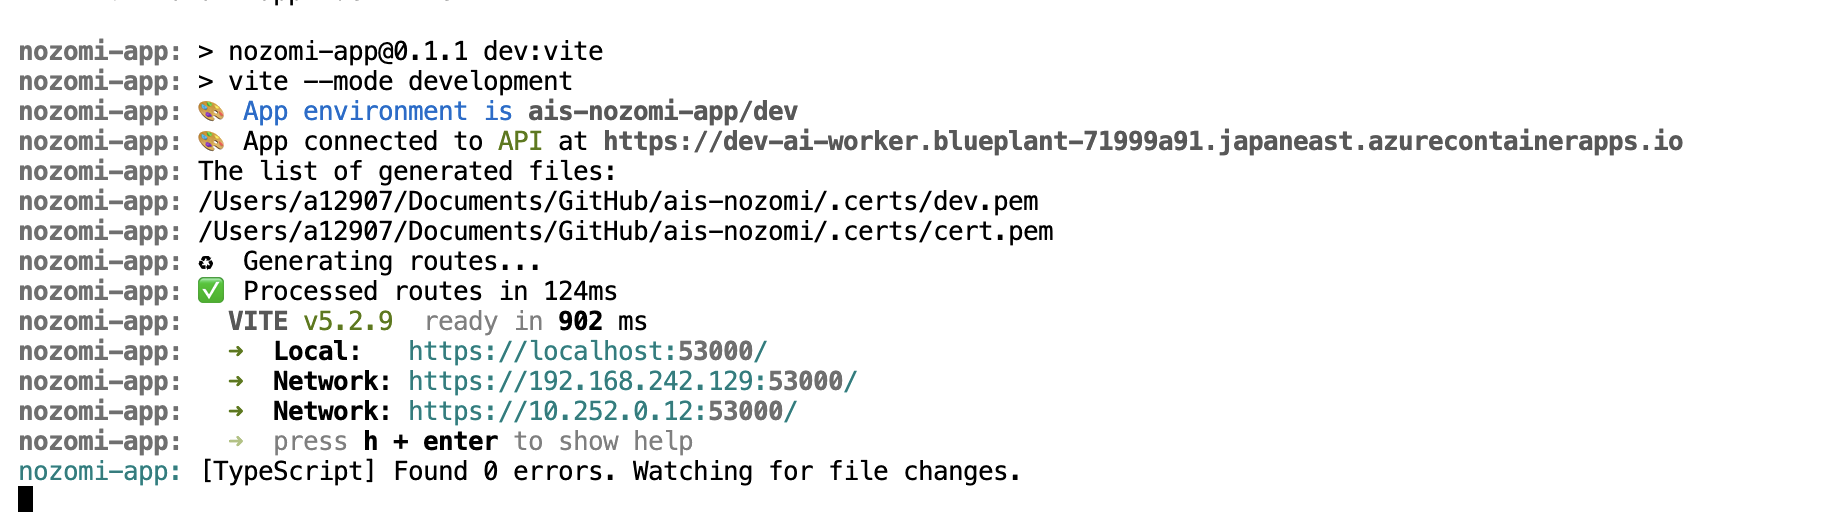 nozomi-app: > nozomi-app@0.1.1 dev:vite
nozomi-app: > vite --mode development
nozomi-app: 🎨 App environment is ais-nozomi-app/dev
nozomi-app: 🎨 App connected to API at https://dev-ai-worker.blueplant-71999a91.japaneast.azurecontainerapps.io
nozomi-app: The list of generated files:
nozomi-app: /Users/a12907/Documents/GitHub/ais-nozomi/.certs/dev.pem
nozomi-app: /Users/a12907/Documents/GitHub/ais-nozomi/.certs/cert.pem
nozomi-app: ♻ Generating routes...
nozomi-app: ✅ Processed routes in 124ms
nozomi-app: VITE v5.2.9 ready in 902 ms
nozomi-app: ➜ Local: https://localhost:53000/
nozomi-app: ➜ Network: https://192.168.242.129:53000/
nozomi-app: ➜ Network: https://10.252.0.12:53000/
nozomi-app: ➜ press h + enter to show help
nozomi-app: [TypeScript] Found 0 errors. Watching for file changes.